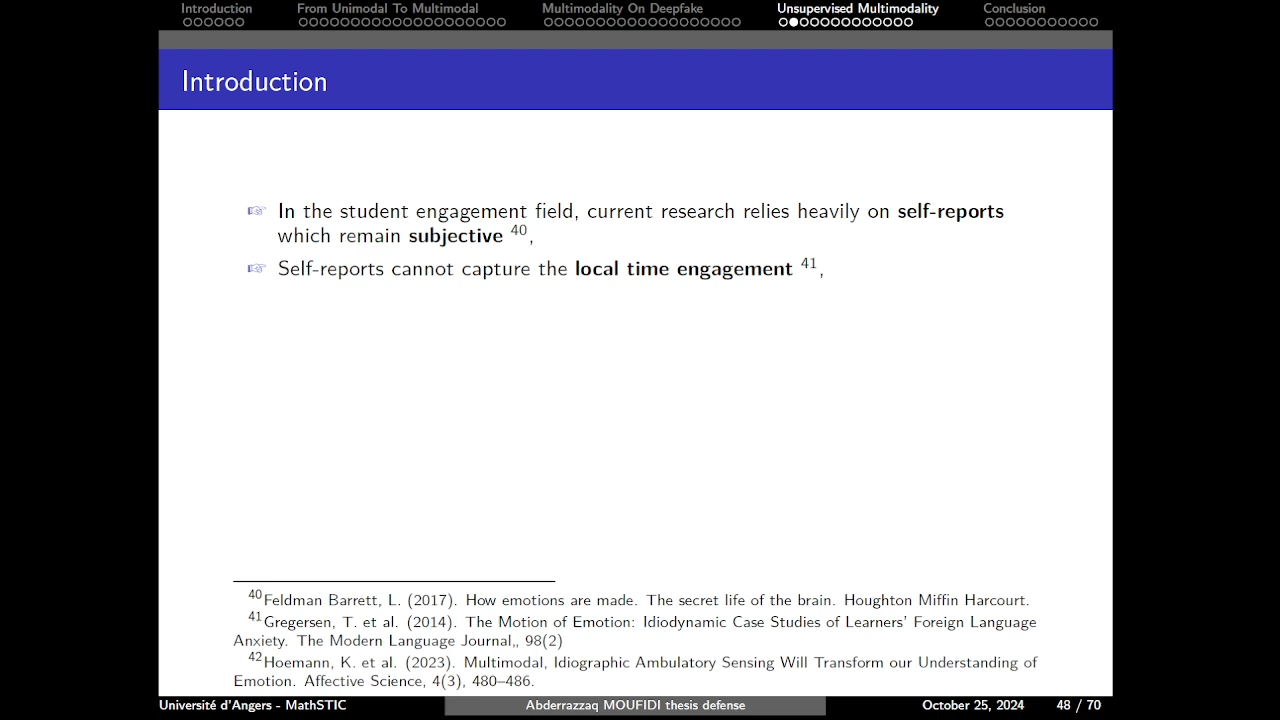 Introduction From Unimodal To Multimodal Multimodality On Deepfake Unsupervised Multimodality Conclusion
Introduction
In the student engagement field, current research relies heavily on self-reports
which remain subjective 40,
Self-reports cannot capture the local time engagement 41,
40Feldman Barrett, L. (2017). How emotions are made. The secret life of the brain. Houghton Miffin Harcourt.
41Gregersen, T. et al. (2014). The Motion of Emotion: Idiodynamic Case Studies of Learners' Foreign Language
Anxiety. The Modern Language Journal,, 98(2)
42Hoemann, K. et al. (2023). Multimodal, Idiographic Ambulatory Sensing Will Transform our Understanding of
Emotion. Affective Science, 4(3), 480–486.
Université d'Angers - MathSTIC Abderrazzaq MOUFIDI thesis defense October 25, 2024 48 / 70